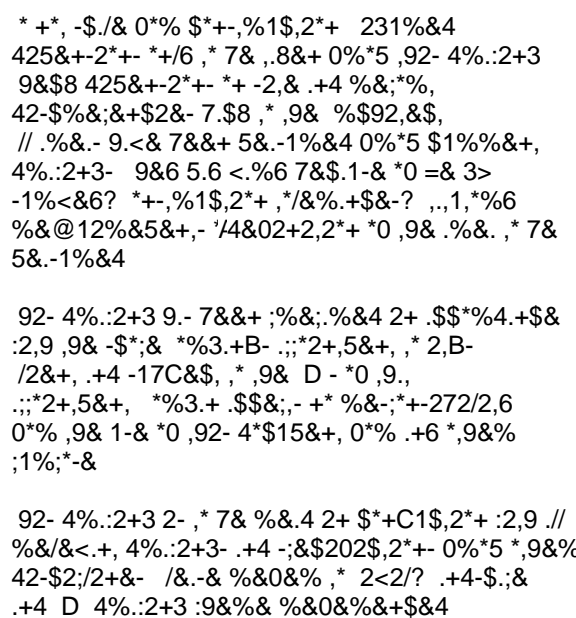 * +*, -$./& 0*% $*+-,%1$,2*+ 231%&4
425&+-2*+- *+/6 ,* 7& ,.8&+ 0%*5 ,92- 4%.:2+3
9&$8 425&+-2*+- *+ -2,& .+4 %&;*%,
42-$%&;&+$2&- 7.$8 ,* ,9& %$92,&$,
// .%&.- 9.<& 7&&+ 5&.-1%&4 0%*5 $1%%&+,
4%.:2+3- 9&6 5.6 <.%6 7&$.1-& *0 =& 3>
-1%<&6? *+-,%1$,2*+ ,*/&%.+$&-? ,.,1,*%6
%&@12%&5&+,- */4&02+2,2*+ *0 ,9& .%&. ,* 7&
5&.-1%&4
92- 4%.:2+3 9.- 7&&+ ;%&;.%&4 2+ .$$*%4.+$&
:2,9 ,9& -$*;& *%3.+B- .;;*2+,5&+, ,* 2,B-
/2&+, .+4 -17C&$, ,* ,9& D - *0 ,9.,
.;;*2+,5&+, *%3.+ .$$&;,- +* %&-;*+-272/2,6
0*% ,9& 1-& *0 ,92- 4*$15&+, 0*% .+6 *,9&%
;1%;*-&
92- 4%.:2+3 2- ,* 7& %&.4 2+ $*+C1$,2*+ :2,9 .//
%&/&<.+, 4%.:2+3- .+4 -;&$202$,2*+- 0%*5 *,9&%
42-$2;/2+&- /&.-& %&0&% ,* 2<2/? .+4-$.;&
.+4 D 4%.:2+3 :9&%& %&0&%&+$&4